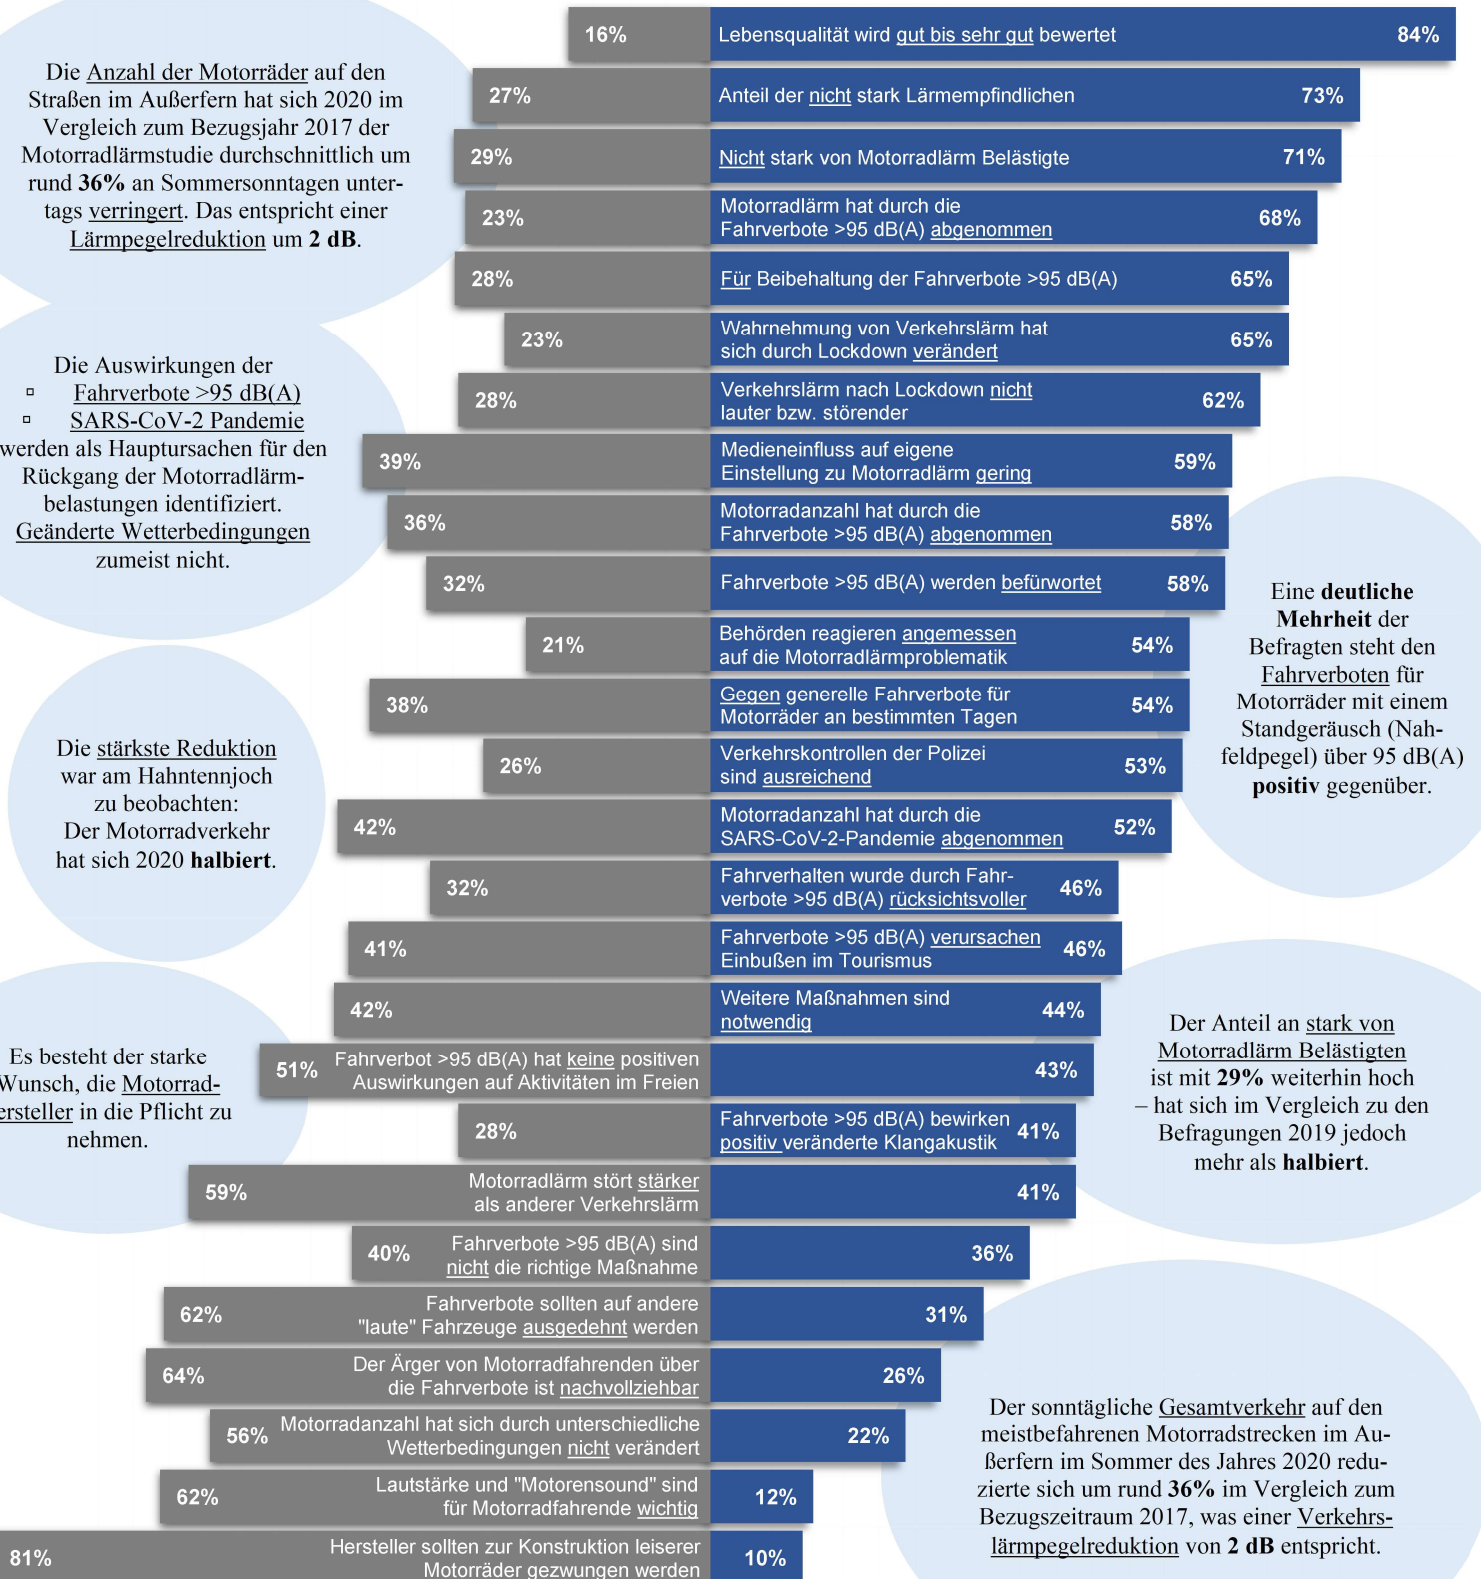 16% Lebensqualität wird gut bis sehr gut bewertet 84%
27% Anteil der nicht stark Lärmempfindlichen 73%
29% Nicht stark von Motorradlärm Belästigte 71%
23% Motorradlärm hat durch die
Fahrverbote >95 dB(A) abgenommen 68%
28% Für Beibehaltung der Fahrverbote >95 dB(A) 65%
23% Wahrnehmung von Verkehrslärm hat
sich durch Lockdown verändert 65%
28% Verkehrslärm nach Lockdown nicht
lauter bzw. störender 62%
39% Medieneinfluss auf eigene
Einstellung zu Motorradlärm gering 59%
36% Motorradanzahl hat durch die
Fahrverbote >95 dB(A) abgenommen 58%
32% Fahrverbote >95 dB(A) werden befürwortet 58%
21% Behörden reagieren angemessen
auf die Motorradlärmproblematik 54%
38% Gegen generelle Fahrverbote für
Motorräder an bestimmten Tagen 54%
26% Verkehrskontrollen der Polizei
sind ausreichend 53%
42% Motorradanzahl hat durch die
SARS-CoV-2-Pandemie abgenommen 52%
32% Fahrverhalten wurde durch Fahr-
verbote >95 dB(A) rücksichtsvoller 46%
41% Fahrverbote >95 dB(A) verursachen
Einbußen im Tourismus 46%
42% Weitere Maßnahmen sind
notwendig 44%
51% Fahrverbot >95 dB(A) hat keine positiven
Auswirkungen auf Aktivitäten im Freien 43%
28% Fahrverbote >95 dB(A) bewirken
positiv veränderte Klangakustik 41%
59% Motorradlärm stört stärker
als anderer Verkehrslärm 41%
40% Fahrverbote >95 dB(A) sind
nicht die richtige Maßnahme 36%
62% Fahrverbote sollten auf andere
"laute" Fahrzeuge ausgedehnt werden 31%
64% Der Ärger von Motorradfahrenden über
die Fahrverbote ist nachvollziehbar 26%
56% Motorradanzahl hat sich durch unterschiedliche
Wetterbedingungen nicht verändert 22%
62% Lautstärke und "Motorensound" sind
für Motorradfahrende wichtig 12%
81% Hersteller sollten zur Konstruktion leiserer
Motorräder gezwungen werden 10%
Die Anzahl der Motorräder auf den
Straßen im Außerfern hat sich 2020 im
Vergleich zum Bezugsjahr 2017 der
Motorradlärmstudie durchschnittlich um
rund 36% an Sommersonntagen unter-
tags verringert. Das entspricht einer
Lärmpegelreduktion um 2 dB.
Die Auswirkungen der
▫ Fahrverbote >95 dB(A)
▫ SARS-CoV-2 Pandemie
werden als Hauptursachen für den
Rückgang der Motorradlärm-
belastungen identifiziert.
Geänderte Wetterbedingungen
zumeist nicht.
Die stärkste Reduktion
war am Hahntennjoch
zu beobachten:
Der Motorradverkehr
hat sich 2020 halbiert.
Es besteht der starke
Wunsch, die Motorrad-
ersteller in die Pflicht zu
nehmen.
Eine deutliche
Mehrheit der
Befragten steht den
Fahrverboten für
Motorräder mit einem
Standgeräusch (Nah-
feldpegel) über 95 dB(A)
positiv gegenüber.
Der Anteil an stark von
Motorradlärm Belästigten
ist mit 29% weiterhin hoch
– hat sich im Vergleich zu den
Befragungen 2019 jedoch
mehr als halbiert.
Der sonntägliche Gesamtverkehr auf den
meistbefahrenen Motorradstrecken im Au-
ßerfern im Sommer des Jahres 2020 redu-
zierte sich um rund 36% im Vergleich zum
Bezugszeitraum 2017, was einer Verkehrs-
lärmpegelreduktion von 2 dB entspricht.